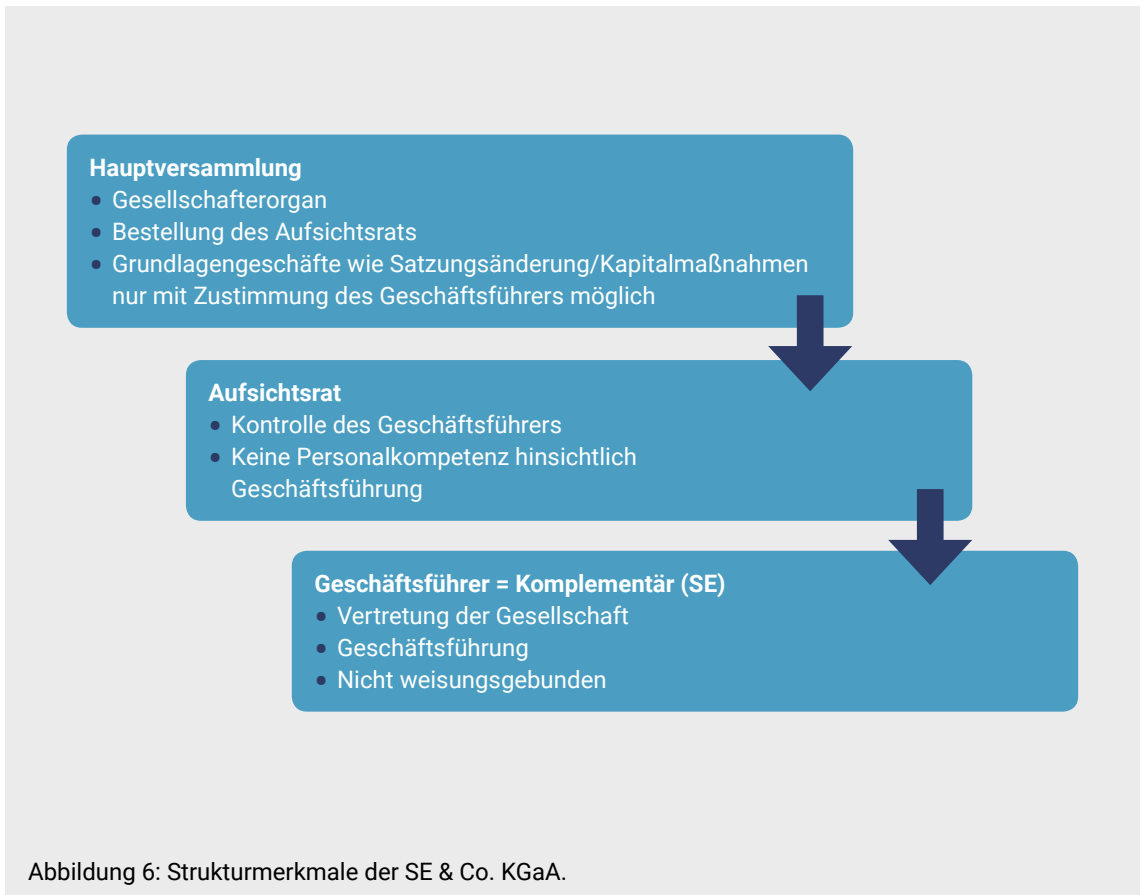 Hauptversammlung
• Gesellschafterorgan
• Bestellung des Aufsichtsrats
• Grundlagengeschäfte wie Satzungsänderung/Kapitalmaßnahmen
nur mit Zustimmung des Geschäftsführers möglich
Aufsichtsrat
• Kontrolle des Geschäftsführers
• Keine Personalkompetenz hinsichtlich
Geschäftsführung
Geschäftsführer = Komplementär (SE)
• Vertretung der Gesellschaft
• Geschäftsführung
• Nicht weisungsgebunden
Abbildung 6: Strukturmerkmale der SE & Co. KGaA.